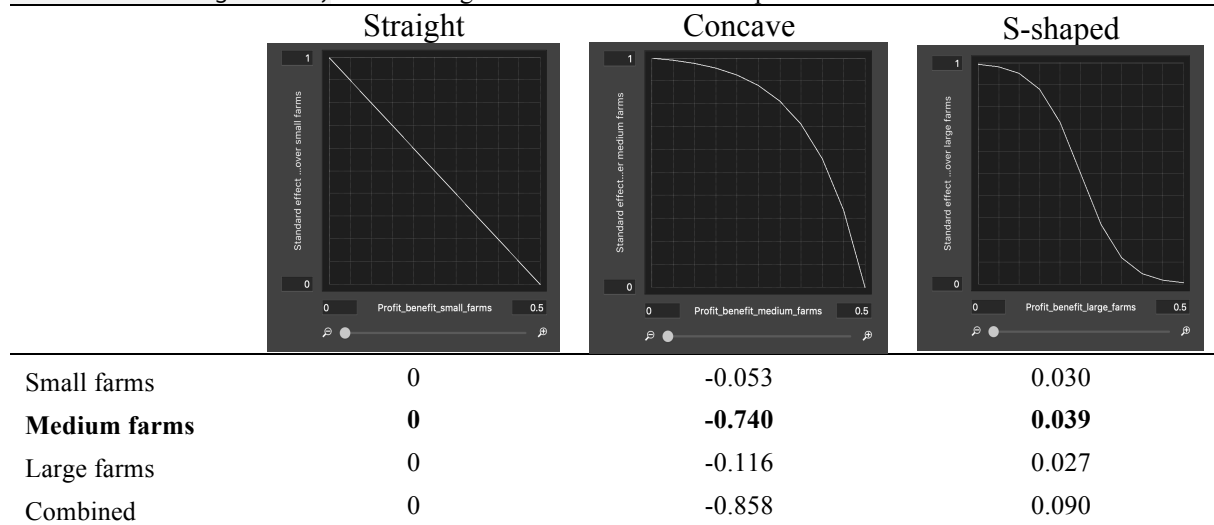 Straight Concave S-shaped
1
Standard effect ...over small farms
0
0 Profit_benefit_small_farms 0.5
1
Standard effect...er medium farms
0
0 Profit_benefit_medium_farms 0.5
1
Standard effect ...over large farms
0
0 Profit_benefit_large_farms 0.5
Small farms 0 -0.053 0.030
Medium farms 0 -0.740 0.039
Large farms 0 -0.116 0.027
Combined 0 -0.858 0.090